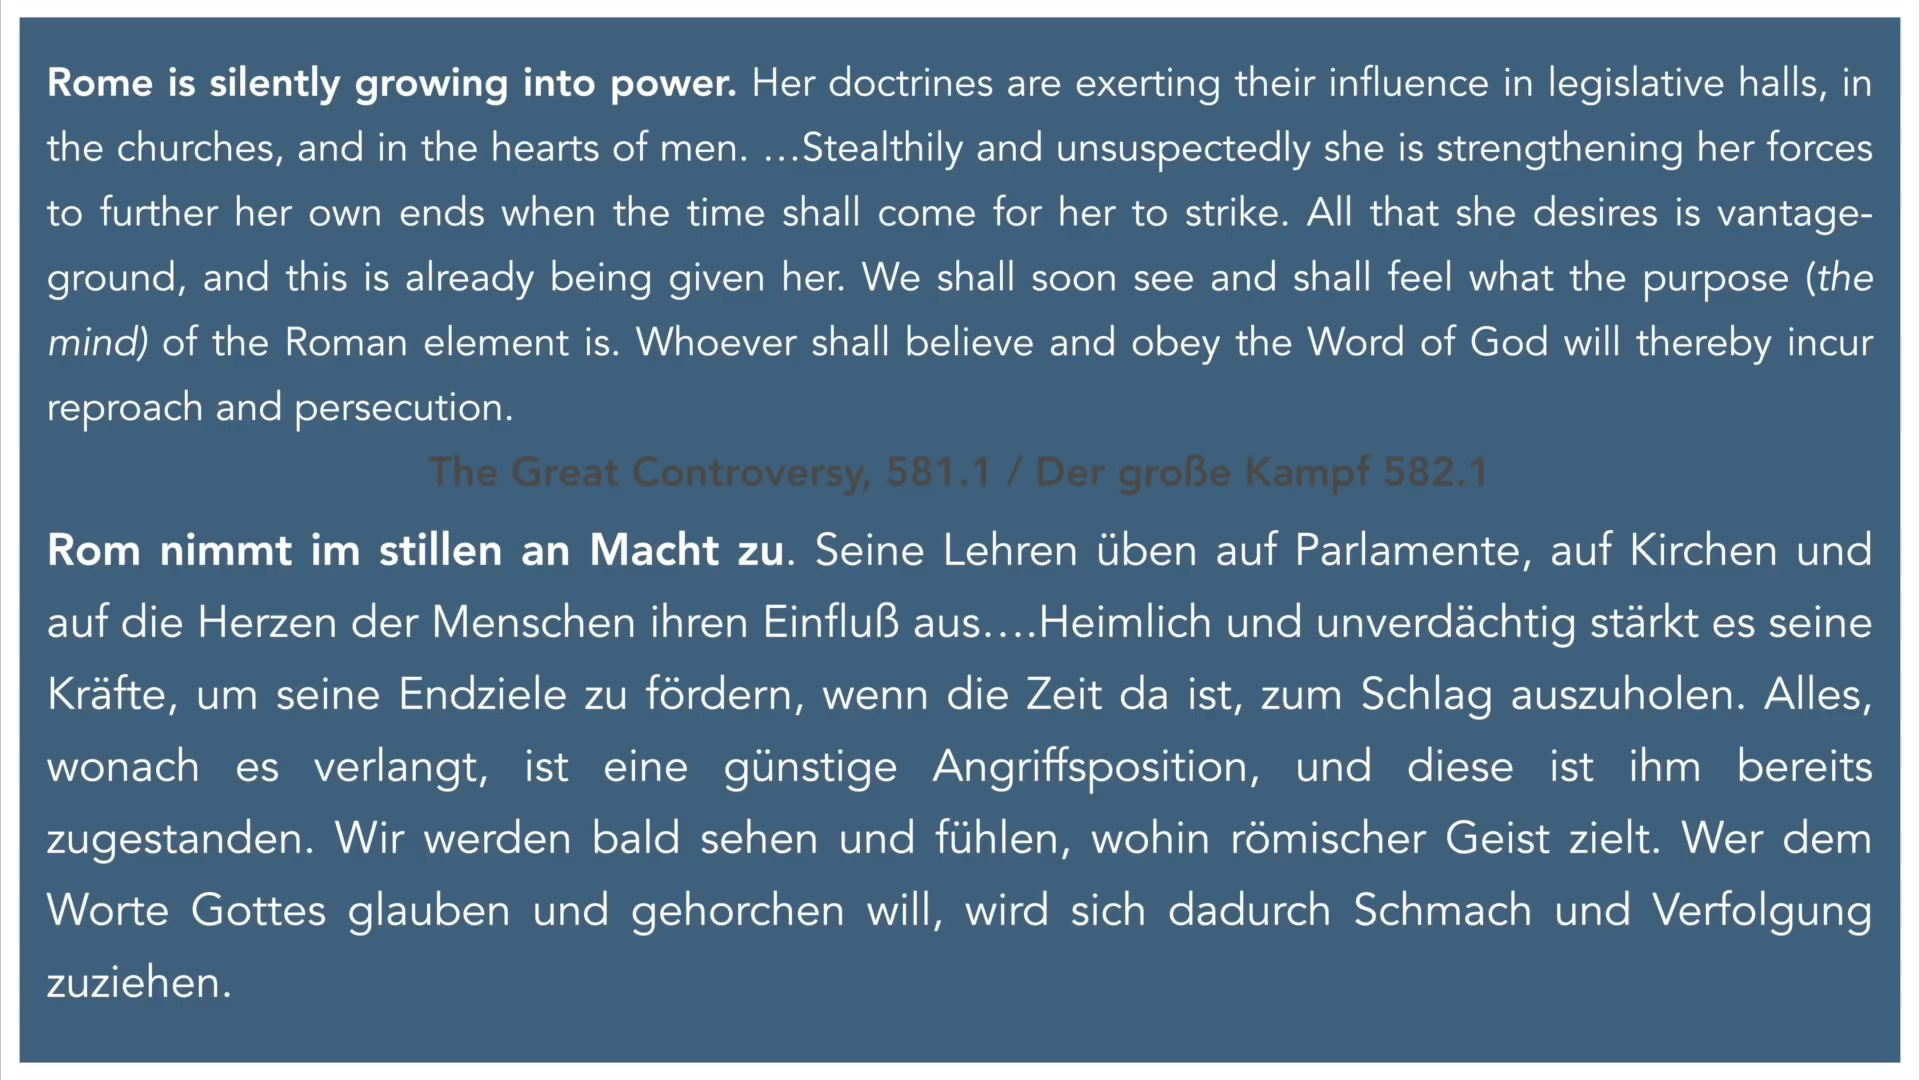 Rome is silently growing into power. Her doctrines are exerting their influence in legislative halls, in
the churches, and in the hearts of men. …Stealthily and unsuspectedly she is strengthening her forces
to further her own ends when the time shall come for her to strike. All that she desires is vantage-
ground, and this is already being given her. We shall soon see and shall feel what the purpose (the
mind) of the Roman element is. Whoever shall believe and obey the Word of God will thereby incur
reproach and persecution.
The Great Controversy, 581.1 / Der große Kampf 582.1
Rom nimmt im stillen an Macht zu. Seine Lehren üben auf Parlamente, auf Kirchen und
auf die Herzen der Menschen ihren Einfluß aus….Heimlich und unverdächtig stärkt es seine
Kräfte, um seine Endziele zu fördern, wenn die Zeit da ist, zum Schlag auszuholen. Alles,
wonach es verlangt, ist eine günstige Angriffsposition, und diese ist ihm bereits
zugestanden. Wir werden bald sehen und fühlen, wohin römischer Geist zielt. Wer dem
Worte Gottes glauben und gehorchen will, wird sich dadurch Schmach und Verfolgung
zuziehen.